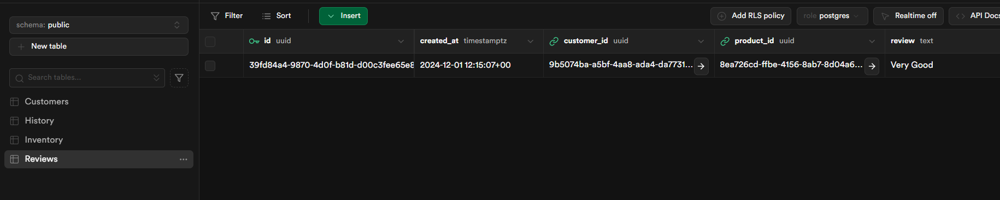 schema: public
New table
Search tables...
Customers
History
Inventory
Reviews
Filter Sort Insert Add RLS policy role postgres Realtime off API Docs
id uuid created_at timestamptz customer_id uuid product_id uuid review text
39fd84a4-9870-4d0f-b81d-d00c3fee65e8 2024-12-01 12:15:07+00 9b5074ba-a5bf-4aa8-ada4-da7731... 8ea726cd-ffbe-4156-8ab7-8d04a6... Very Good